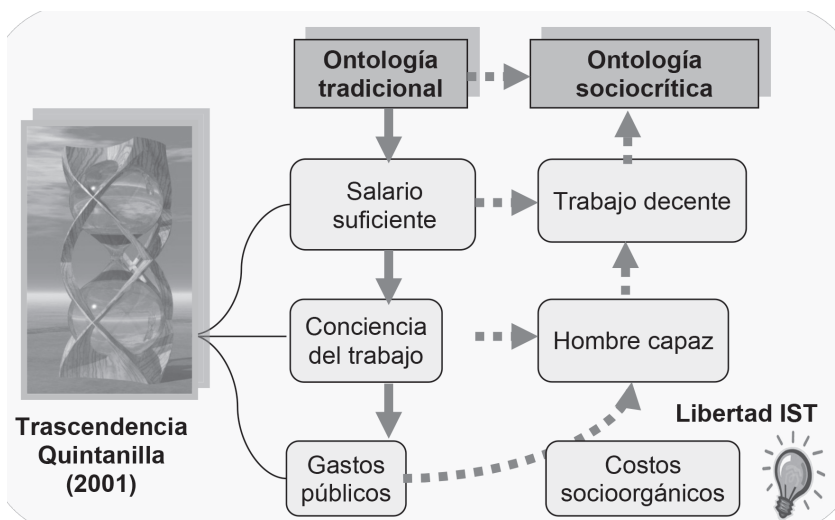 Ontología
tradicional
Ontología
sociocrítica
Salario
suficiente
Trabajo decente
Conciencia
del trabajo
Hombre capaz
Trascendencia
Quintanilla
(2001)
Libertad IST
Gastos
públicos
Costos
socioorgánicos